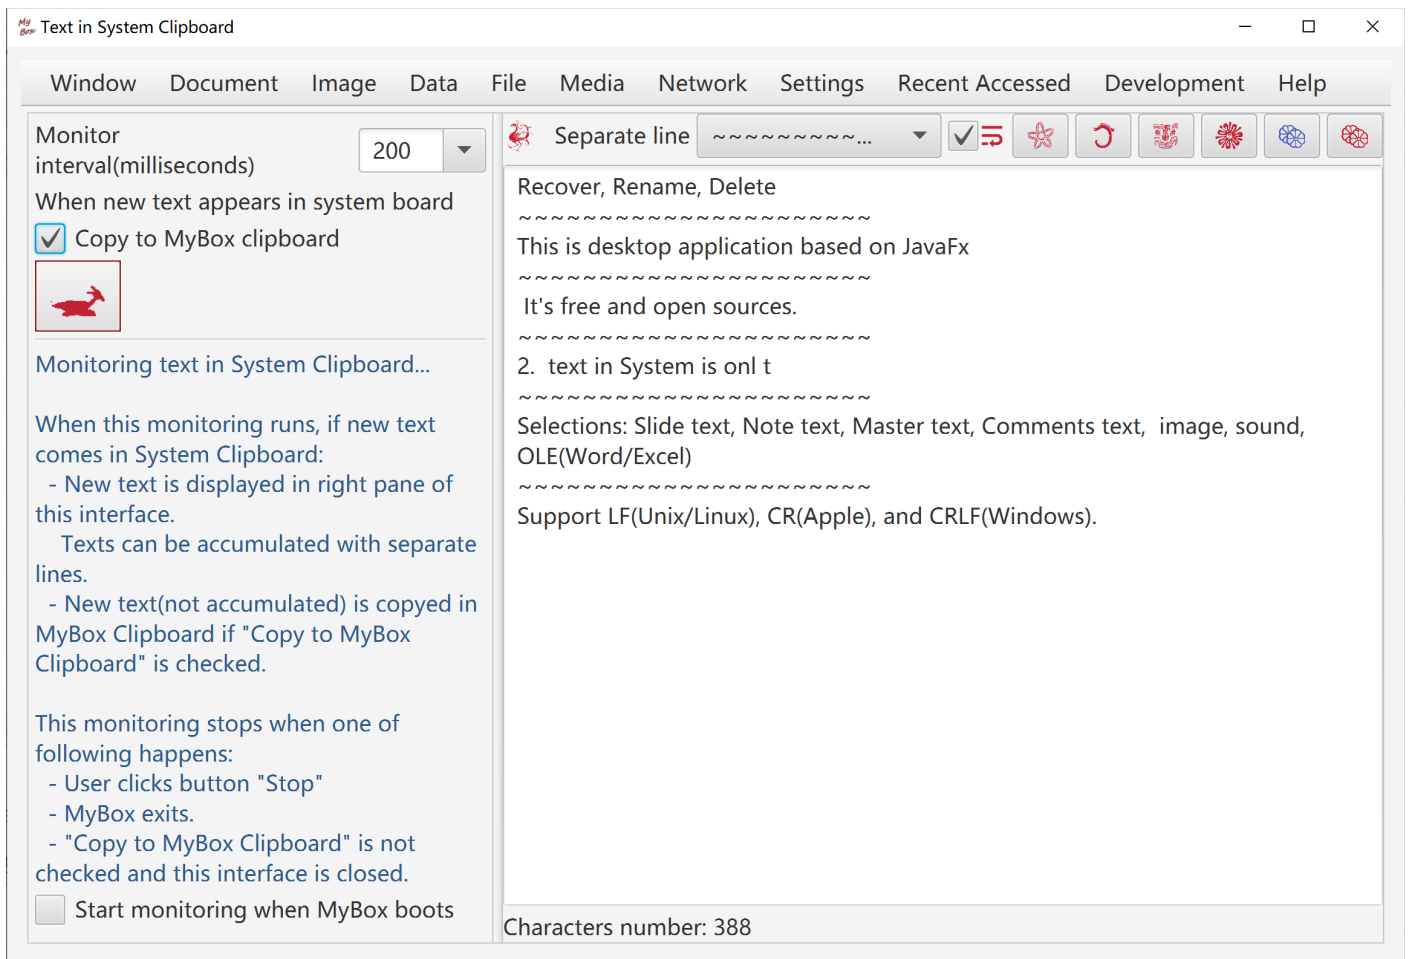 My Box Text in System Clipboard
Window Document Image Data File Media Network Settings Recent Accessed Development Help
Monitor
interval(milliseconds)
200
When new text appears in system board
Copy to MyBox clipboard
Monitoring text in System Clipboard...
When this monitoring runs, if new text
comes in System Clipboard:
- New text is displayed in right pane of
this interface.
Texts can be accumulated with separate
lines.
- New text(not accumulated) is copyed in
MyBox Clipboard if "Copy to MyBox
Clipboard" is checked.
This monitoring stops when one of
following happens:
- User clicks button "Stop"
- MyBox exits.
- "Copy to MyBox Clipboard" is not
checked and this interface is closed.
Start monitoring when MyBox boots
Separate line ~~~~~~~~~...
Recover, Rename, Delete
~~~~~~~~~~~~~~~~~~~~~~
This is desktop application based on JavaFx
~~~~~~~~~~~~~~~~~~~~~~
It's free and open sources.
~~~~~~~~~~~~~~~~~~~~~~
2.  text in System is onl t
~~~~~~~~~~~~~~~~~~~~~~
Selections: Slide text, Note text, Master text, Comments text,  image, sound,
OLE(Word/Excel)
~~~~~~~~~~~~~~~~~~~~~~
Support LF(Unix/Linux), CR(Apple), and CRLF(Windows).
Characters number: 388